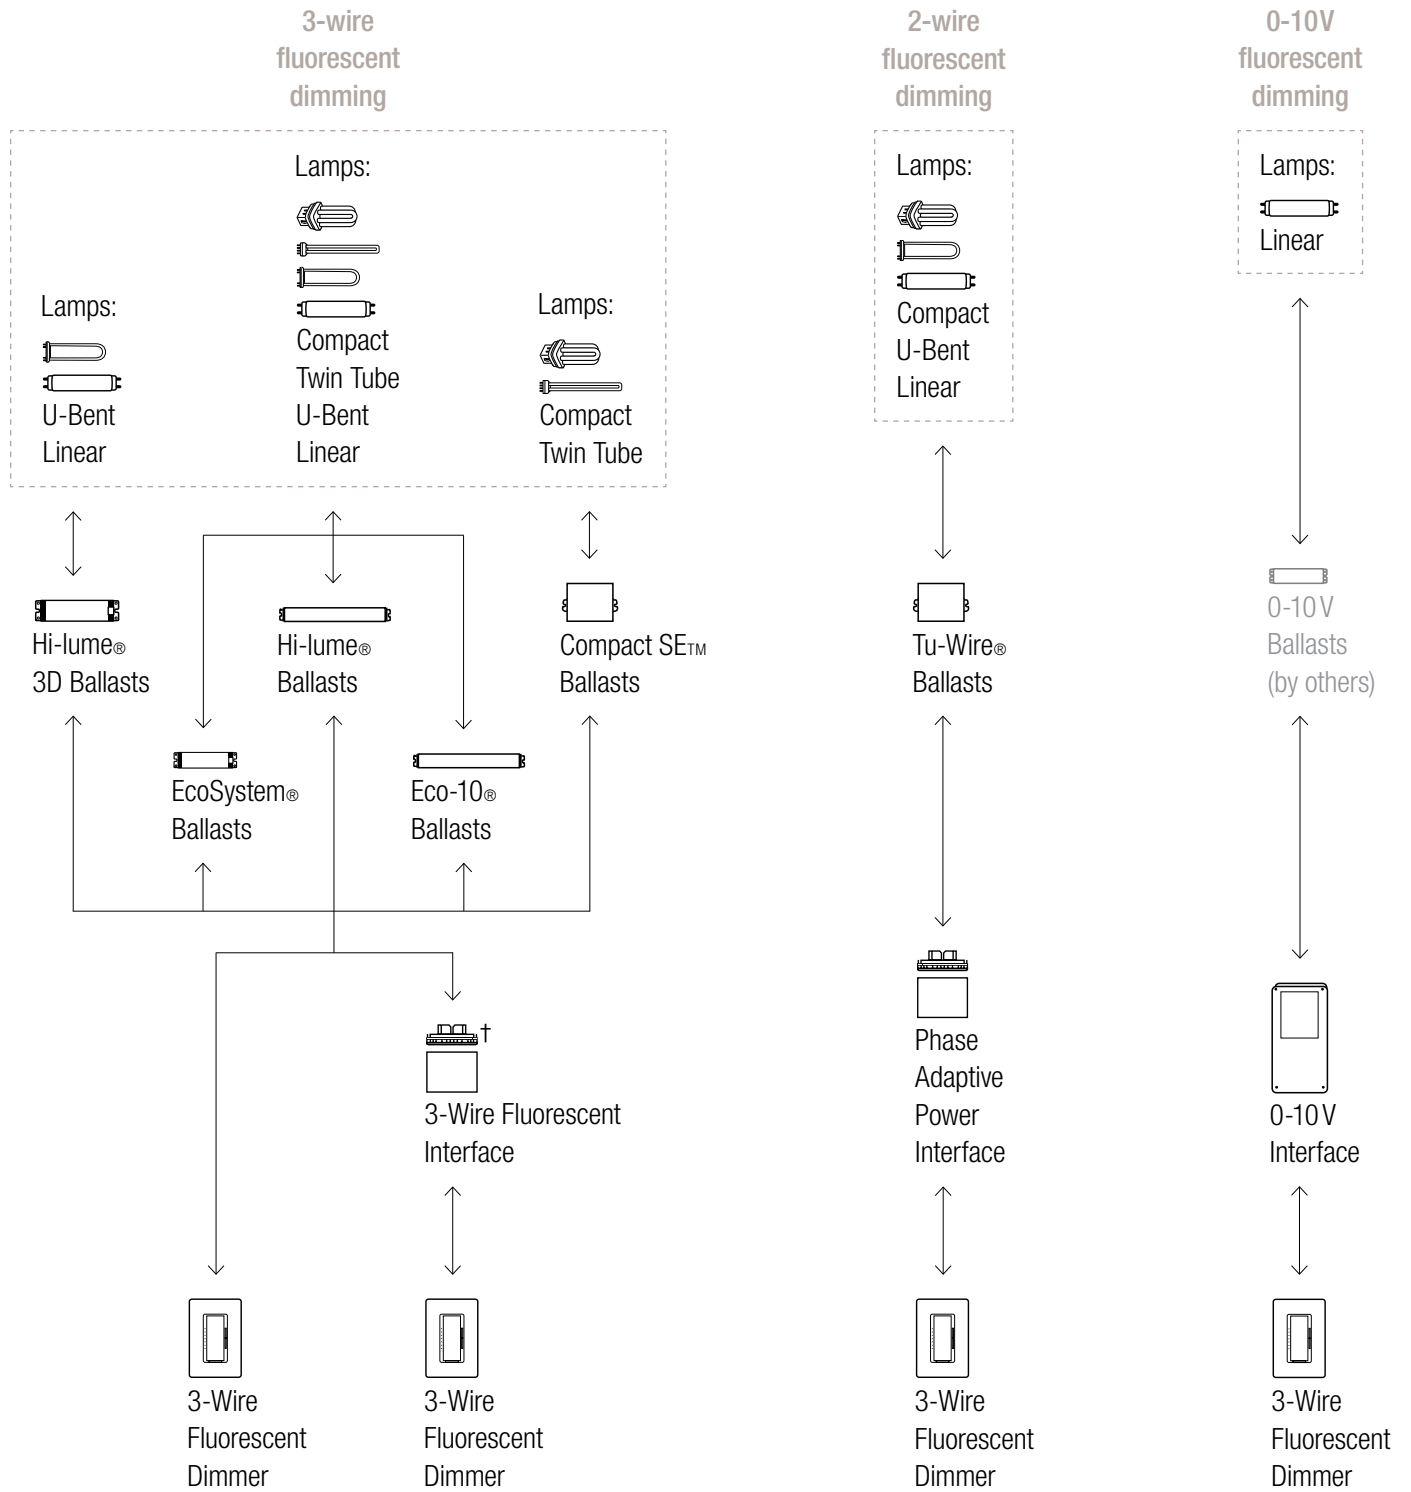 3-wire
fluorescent
dimming
2-wire
fluorescent
dimming
0-10V
fluorescent
dimming
Lamps:
U-Bent
Linear
Lamps:
Compact
Twin Tube
U-Bent
Linear
Lamps:
Compact
Twin Tube
Lamps:
Compact
U-Bent
Linear
Lamps:
Linear
Hi-lume®
3D Ballasts
Hi-lume®
Ballasts
Compact SE™
Ballasts
Tu-Wire®
Ballasts
0-10 V
Ballasts
(by others)
EcoSystem®
Ballasts
Eco-10®
Ballasts
†
3-Wire Fluorescent
Interface
Phase
Adaptive
Power
Interface
0-10 V
Interface
3-Wire
Fluorescent
Dimmer
3-Wire
Fluorescent
Dimmer
3-Wire
Fluorescent
Dimmer
3-Wire
Fluorescent
Dimmer